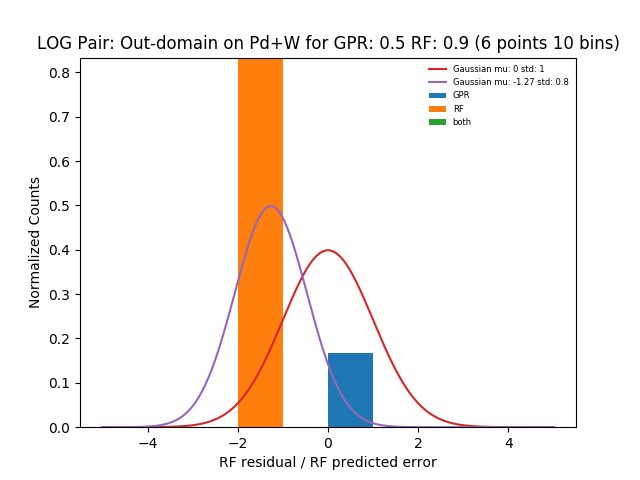 LOG Pair: Out-domain on Pd+W for GPR: 0.5 RF: 0.9 (6 points 10 bins)
Gaussian mu: 0 std: 1
Gaussian mu: -1.27 std: 0.8
GPR
RF
both
Normalized Counts
0.8
0.7
0.6
0.5
0.4
0.3
0.2
0.1
0.0
−4
−2
0
2
4
RF residual / RF predicted error